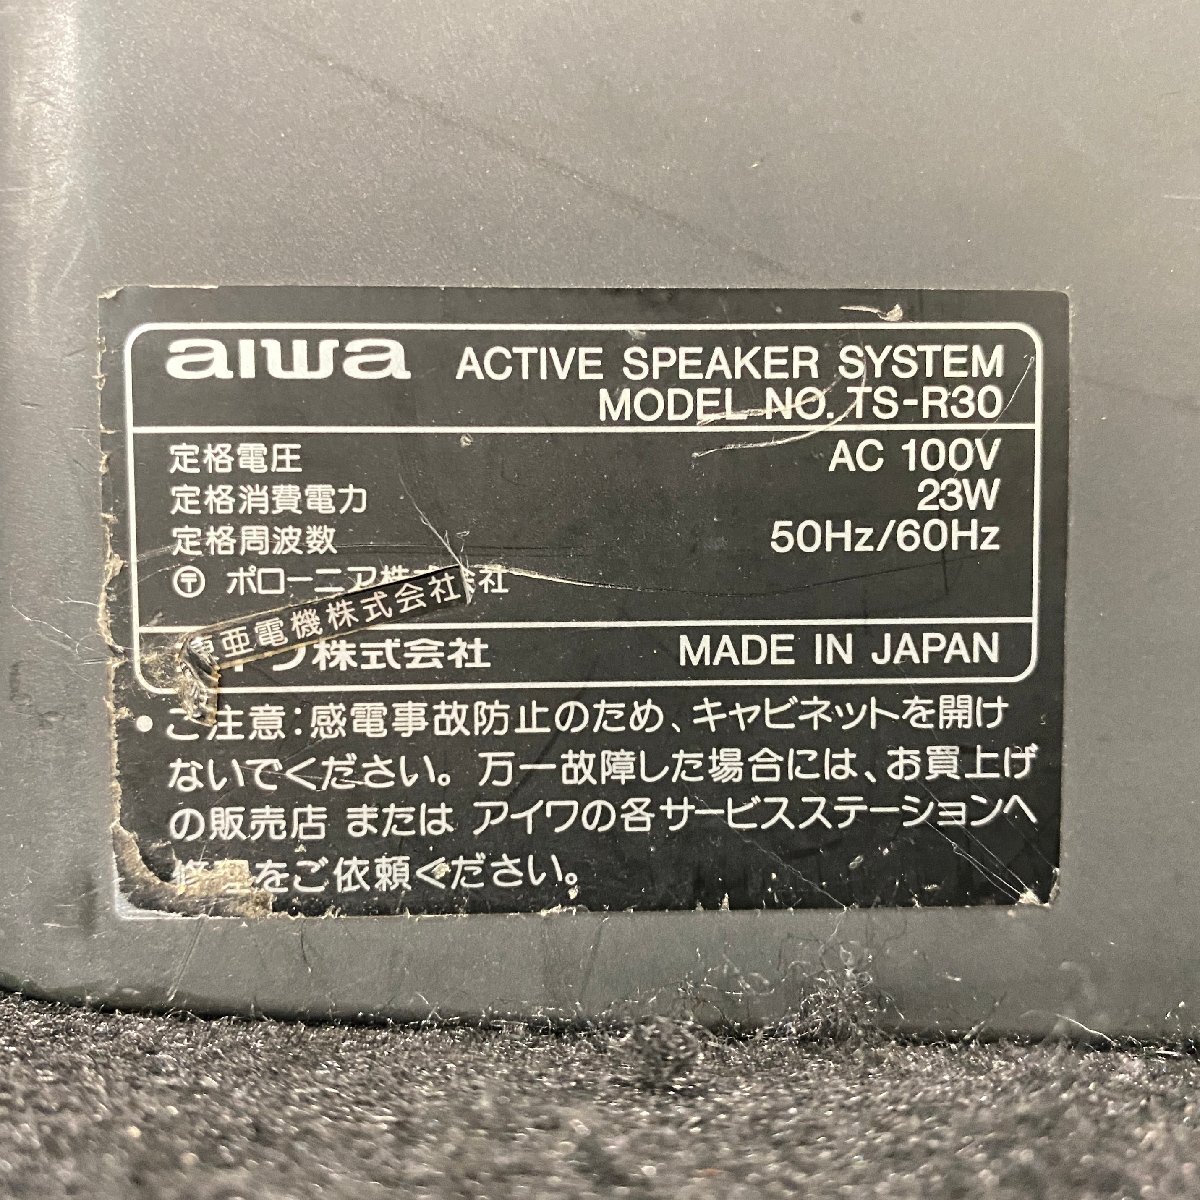 aiwa ACTIVE SPEAKER SYSTEM
MODEL NO. TS-R30
定格電圧 AC 100V
定格消費電力 23W
定格周波数 50Hz/60Hz
〒 ポローニア株式会社
東亜電機株式会社
株式会社 MADE IN JAPAN
●ご注意:感電事故防止のため、キャビネットを開け
ないでください。万一故障した場合には、お買上げ
の販売店 または アイワの各サービスステーションへ
修理をご依頼ください。